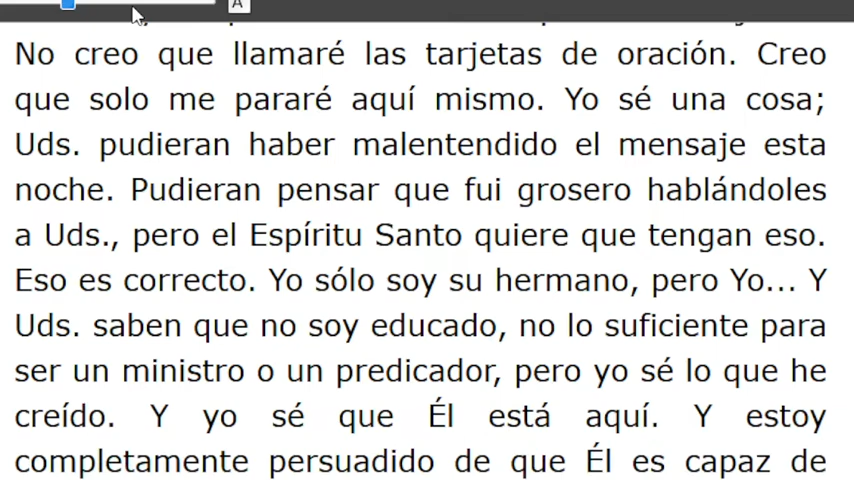 A
No creo que llamaré las tarjetas de oración. Creo
que solo me pararé aquí mismo. Yo sé una cosa;
Uds. pudieran haber malentendido el mensaje esta
noche. Pudieran pensar que fui grosero hablándoles
a Uds., pero el Espíritu Santo quiere que tengan eso.
Eso es correcto. Yo sólo soy su hermano, pero Yo... Y
Uds. saben que no soy educado, no lo suficiente para
ser un ministro o un predicador, pero yo sé lo que he
creído. Y yo sé que Él está aquí. Y estoy
completamente persuadido de que Él es capaz de